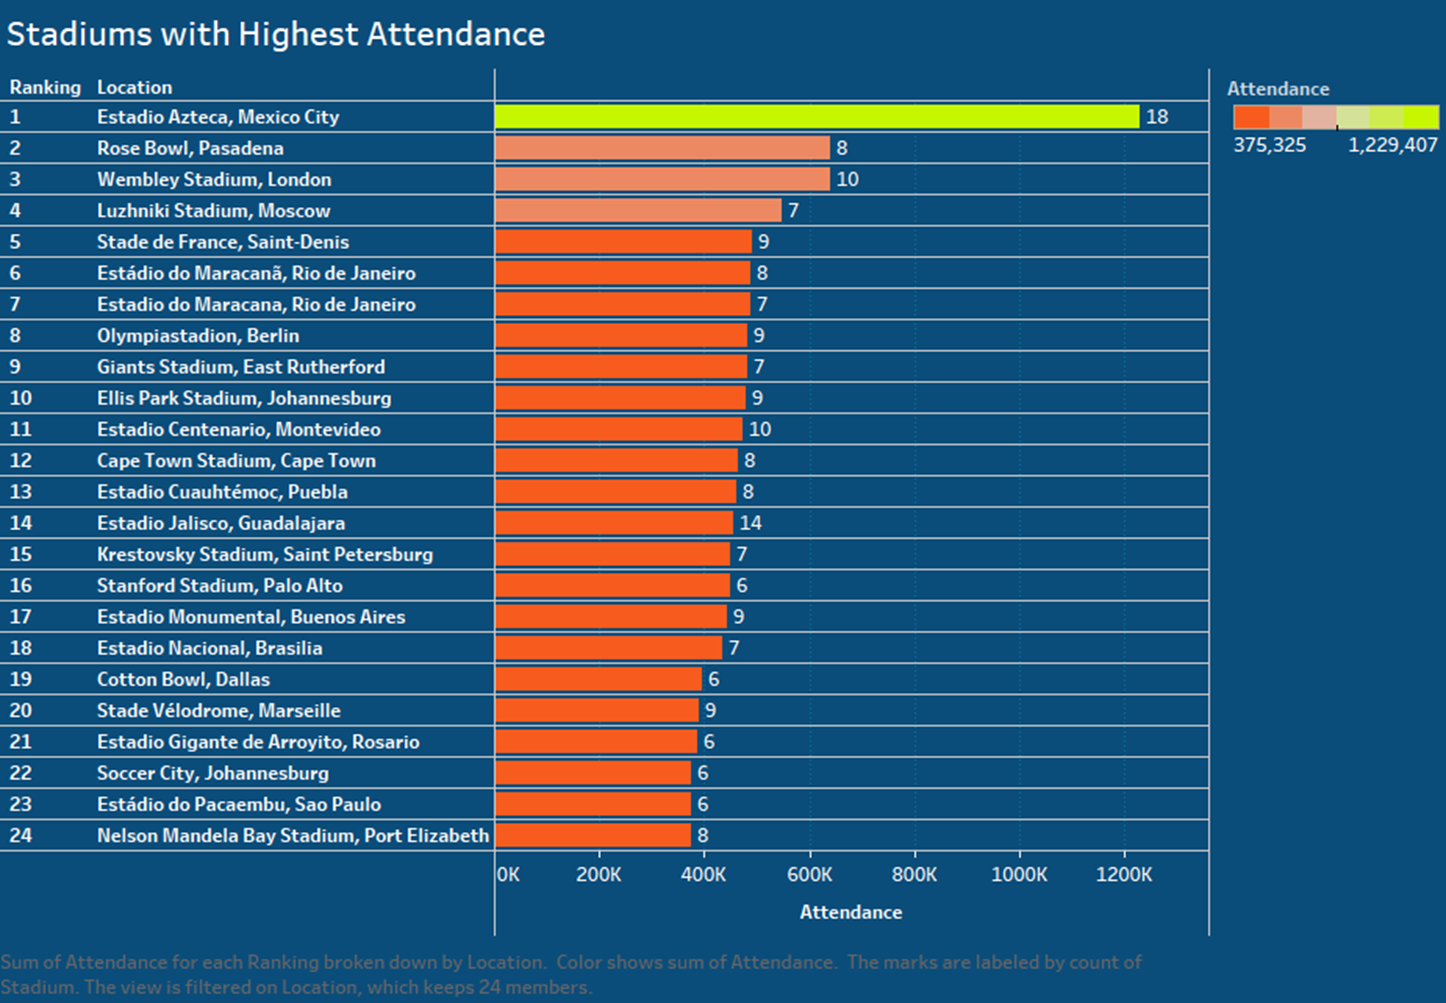 Stadiums with Highest Attendance
Ranking Location
Attendance
375,325 1,229,407
1 Estadio Azteca, Mexico City 18
2 Rose Bowl, Pasadena 8
3 Wembley Stadium, London 10
4 Luzhniki Stadium, Moscow 7
5 Stade de France, Saint-Denis 9
6 Estádio do Maracanã, Rio de Janeiro 8
7 Estadio do Maracana, Rio de Janeiro 7
8 Olympiastadion, Berlin 9
9 Giants Stadium, East Rutherford 7
10 Ellis Park Stadium, Johannesburg 9
11 Estadio Centenario, Montevideo 10
12 Cape Town Stadium, Cape Town 8
13 Estadio Cuauhtémoc, Puebla 8
14 Estadio Jalisco, Guadalajara 14
15 Krestovsky Stadium, Saint Petersburg 7
16 Stanford Stadium, Palo Alto 6
17 Estadio Monumental, Buenos Aires 9
18 Estadio Nacional, Brasilia 7
19 Cotton Bowl, Dallas 6
20 Stade Vélodrome, Marseille 9
21 Estadio Gigante de Arroyito, Rosario 6
22 Soccer City, Johannesburg 6
23 Estádio do Pacaembu, Sao Paulo 6
24 Nelson Mandela Bay Stadium, Port Elizabeth 8
0K 200K 400K 600K 800K 1000K 1200K
Attendance
Sum of Attendance for each Ranking broken down by Location. Color shows sum of Attendance. The marks are labeled by count of
Stadium. The view is filtered on Location, which keeps 24 members.